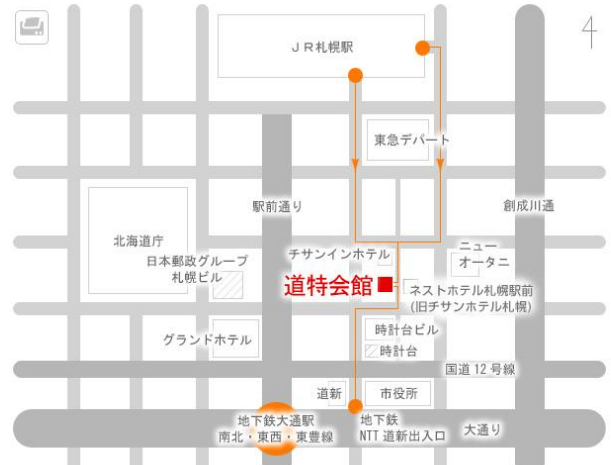 JR札幌駅
4
東急デパート
駅前通り
創成川通
北海道庁
日本郵政グループ
札幌ビル
チサンインホテル
ニュー
オータニ
道特会館
ネストホテル札幌駅前
(旧チサンホテル札幌)
グランドホテル
時計台ビル
時計台
国道12号線
道新
市役所
地下鉄大通駅
南北・東西・東豊線
地下鉄
NTT道新出入口
大通り